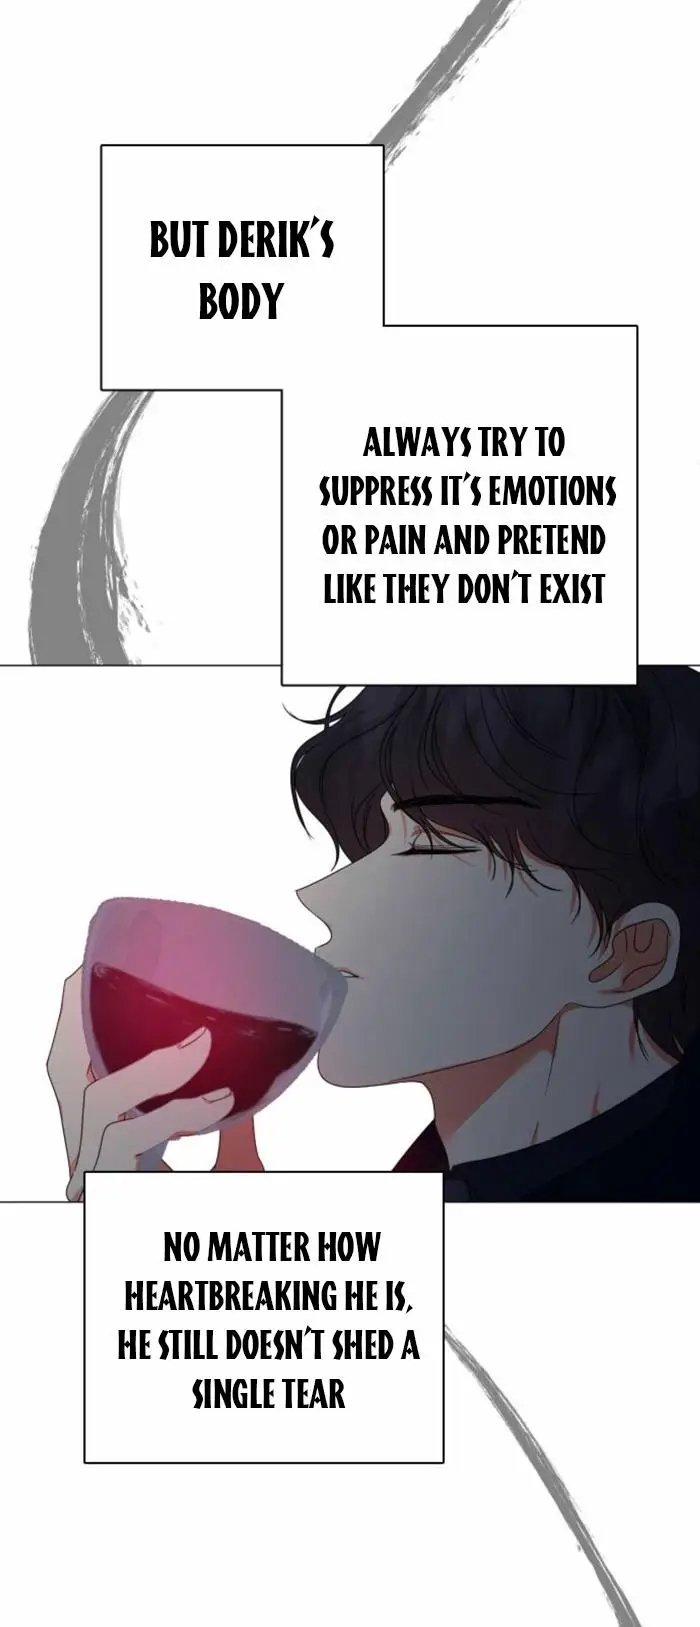 BUT DERIK'S
BODY
ALWAYS TRY TO
SUPPRESS IT'S EMOTIONS
OR PAIN AND PRETEND
LIKE THEY DON'T EXIST
NO MATTER HOW
HEARTBREAKING HE IS,
HE STILL DOESN'T SHED A
SINGLE TEAR